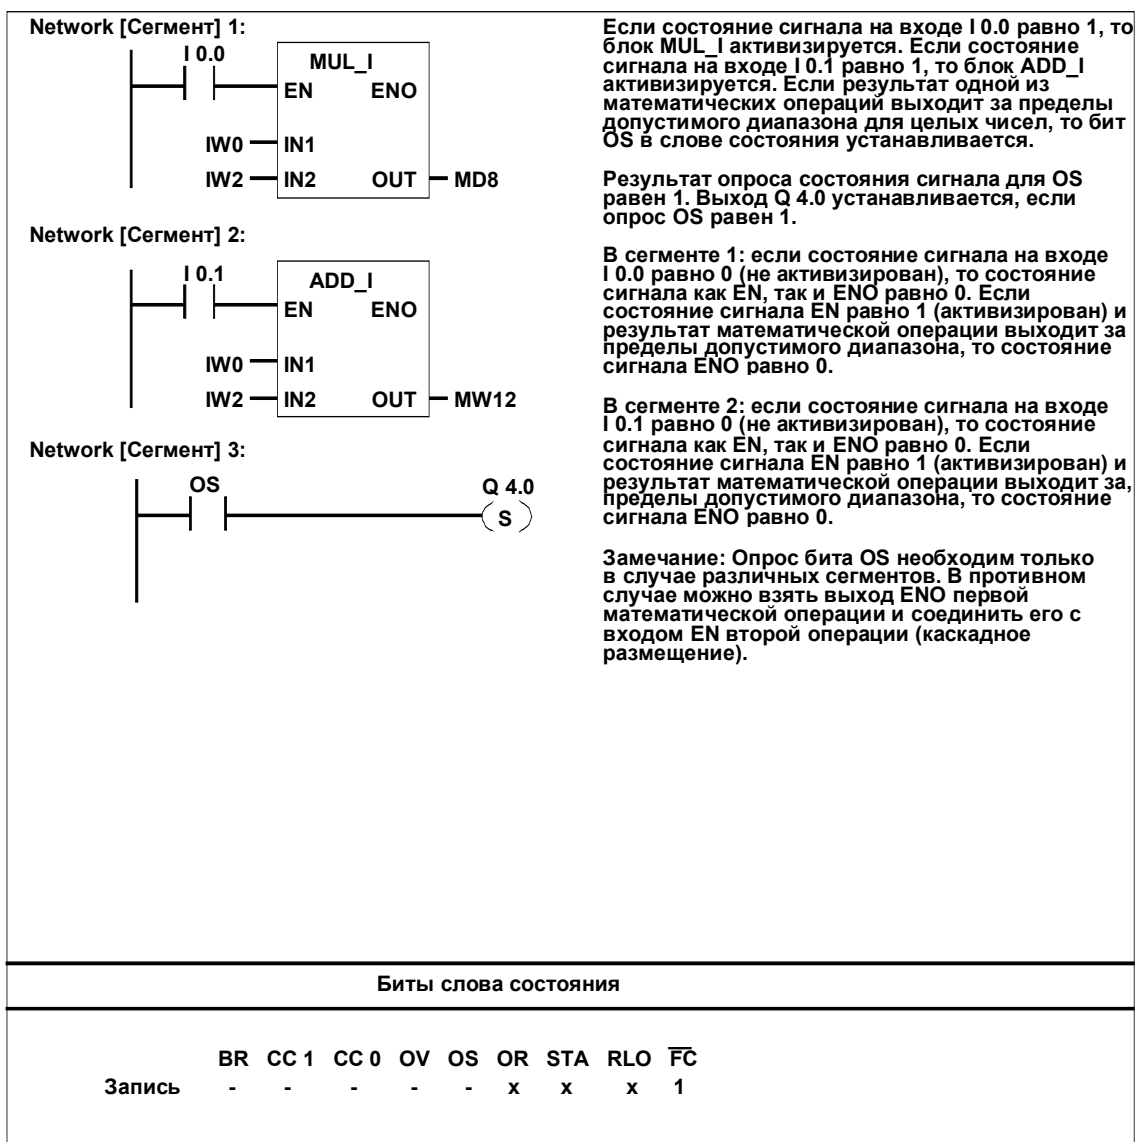 Network [Сегмент] 1:
I 0.0
MUL_I
EN ENO
IW0 IN1
IW2 IN2 OUT MD8
Network [Сегмент] 2:
I 0.1
ADD_I
EN ENO
IW0 IN1
IW2 IN2 OUT MW12
Network [Сегмент] 3:
OS Q 4.0
S
Если состояние сигнала на входе I 0.0 равно 1, то
блок MUL_I активизируется. Если состояние
сигнала на входе I 0.1 равно 1, то блок ADD_I
активизируется. Если результат одной из
математических операций выходит за пределы
допустимого диапазона для целых чисел, то бит
OS в слове состояния устанавливается.
Результат опроса состояния сигнала для OS
равен 1. Выход Q 4.0 устанавливается, если
опрос OS равен 1.
В сегменте 1: если состояние сигнала на входе
I 0.0 равно 0 (не активизирован), то состояние
сигнала как EN, так и ENO равно 0. Если
состояние сигнала EN равно 1 (активизирован) и
результат математической операции выходит за
пределы допустимого диапазона, то состояние
сигнала ENO равно 0.
В сегменте 2: если состояние сигнала на входе
I 0.1 равно 0 (не активизирован), то состояние
сигнала как EN, так и ENO равно 0. Если
состояние сигнала EN равно 1 (активизирован) и
результат математической операции выходит за,
пределы допустимого диапазона, то состояние
сигнала ENO равно 0.
Замечание: Опрос бита OS необходим только
в случае различных сегментов. В противном
случае можно взять выход ENO первой
математической операции и соединить его с
входом EN второй операции (каскадное
размещение).
Биты слова состояния
BR CC 1 CC 0 OV OS OR STA RLO F̅C̅
Запись - - - - - x x x 1